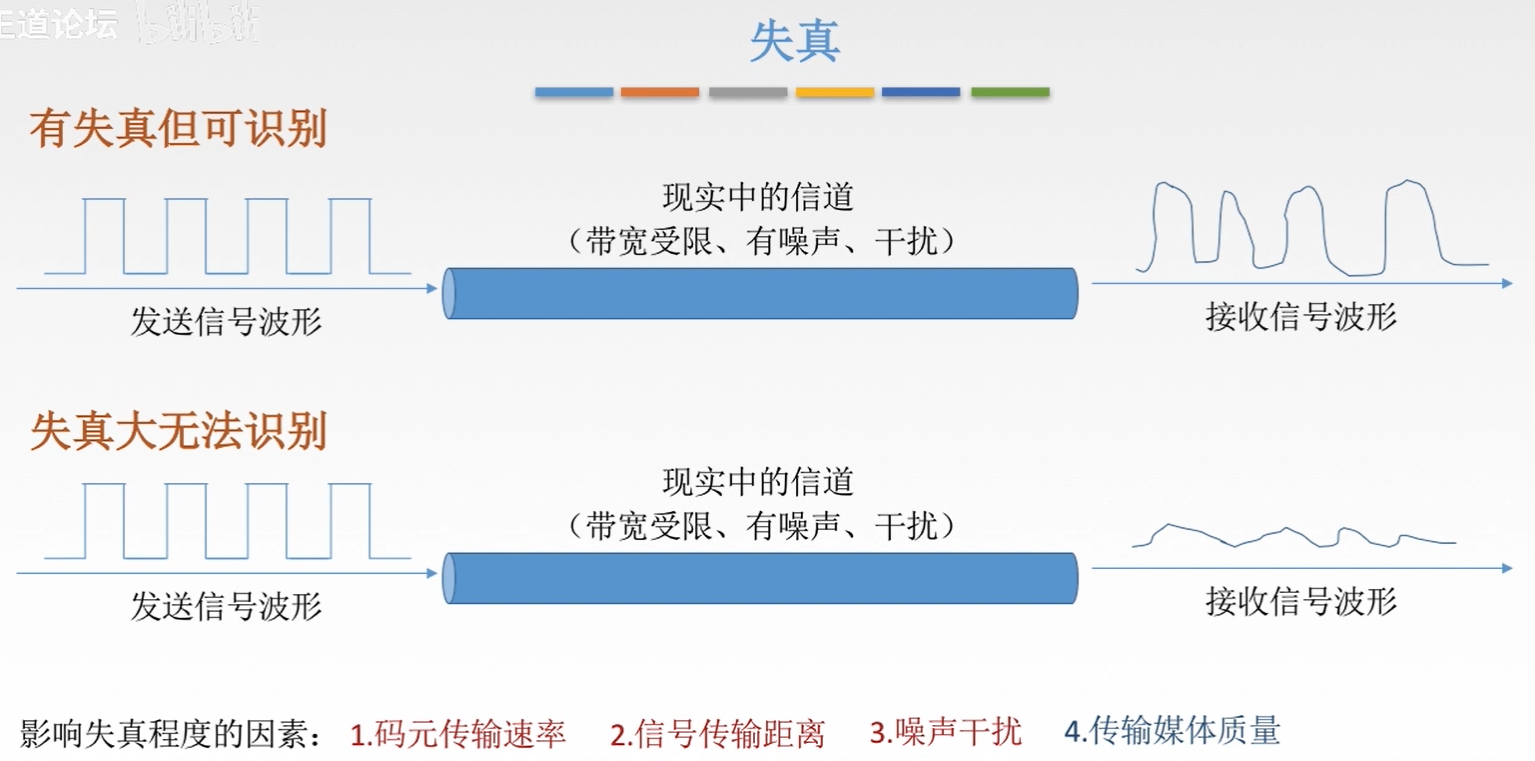 王道论坛 bilibili
失真
有失真但可识别
现实中的信道
（带宽受限、有噪声、干扰）
发送信号波形
接收信号波形
失真大无法识别
现实中的信道
（带宽受限、有噪声、干扰）
发送信号波形
接收信号波形
影响失真程度的因素： 1.码元传输速率 2.信号传输距离 3.噪声干扰 4.传输媒体质量